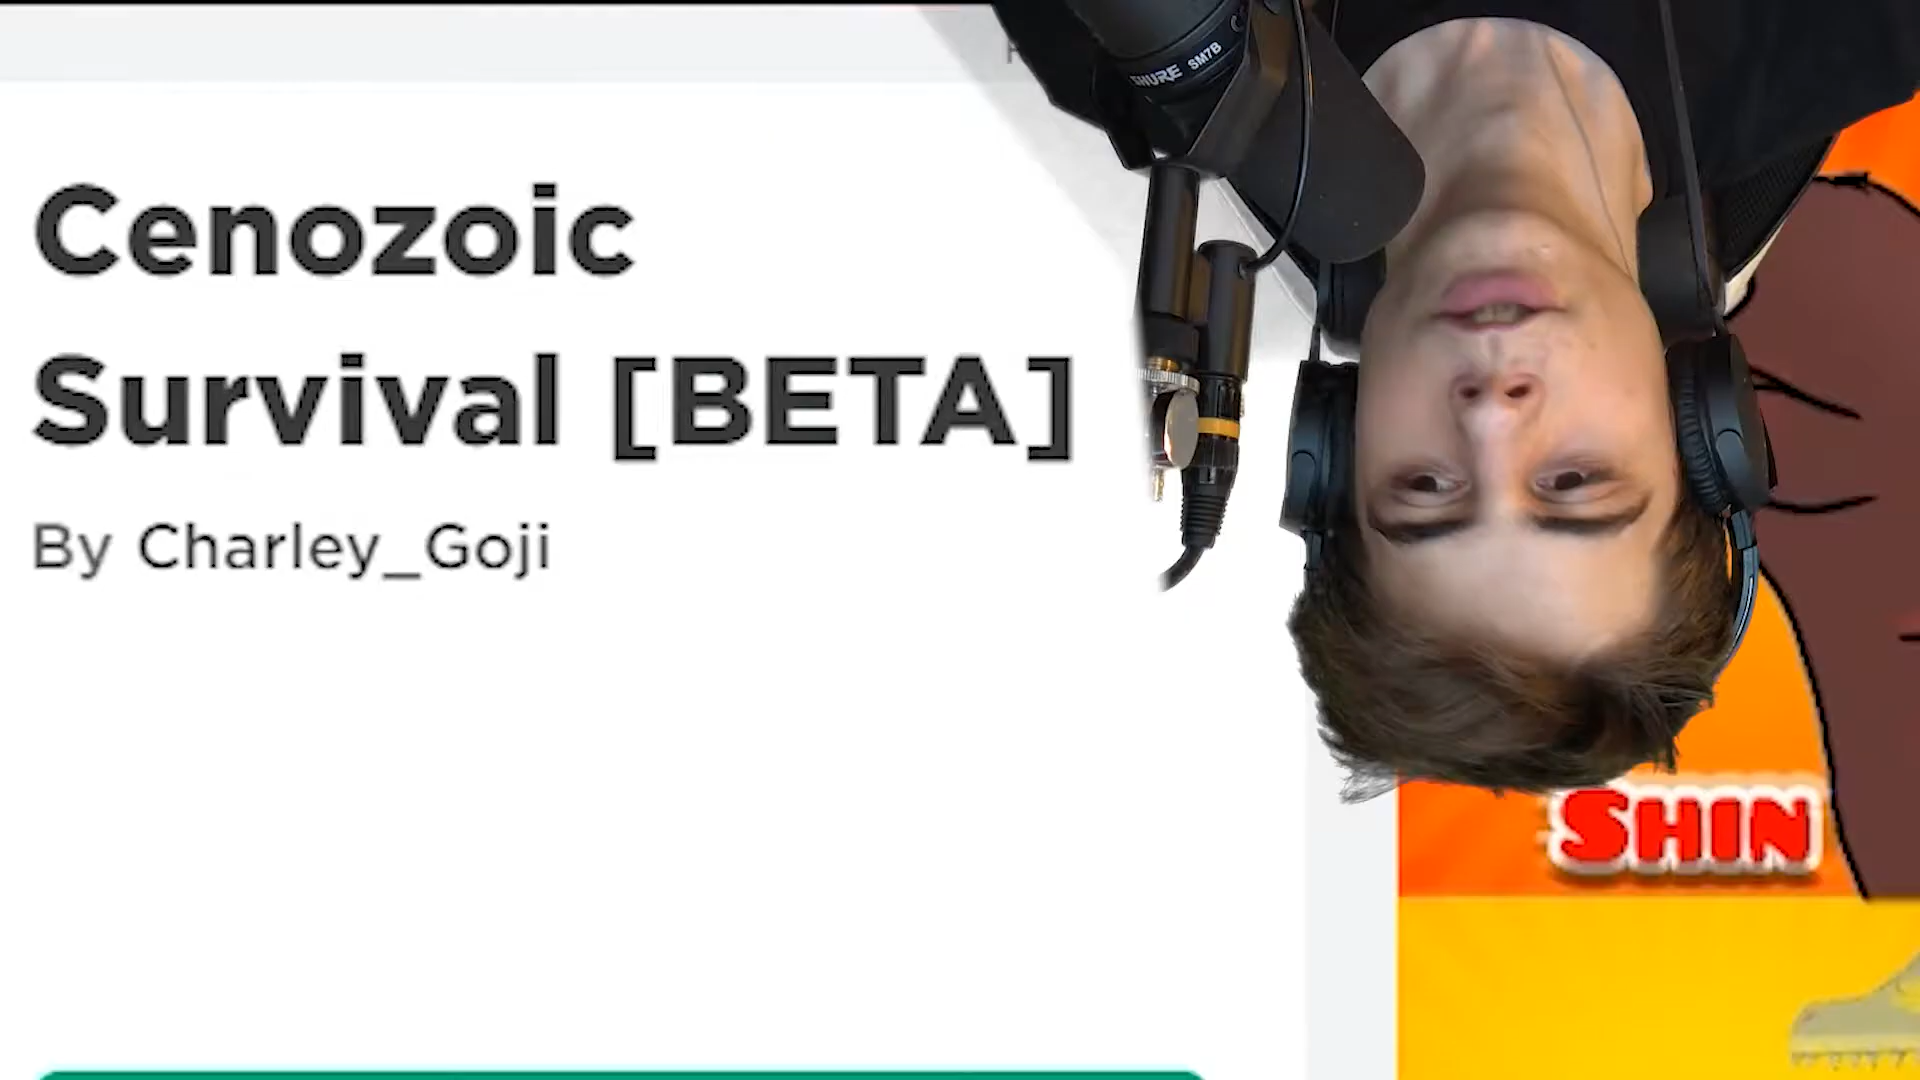 Cenozoic
Survival [BETA]
By Charley_Goji
SHURE SM7B
SHIN